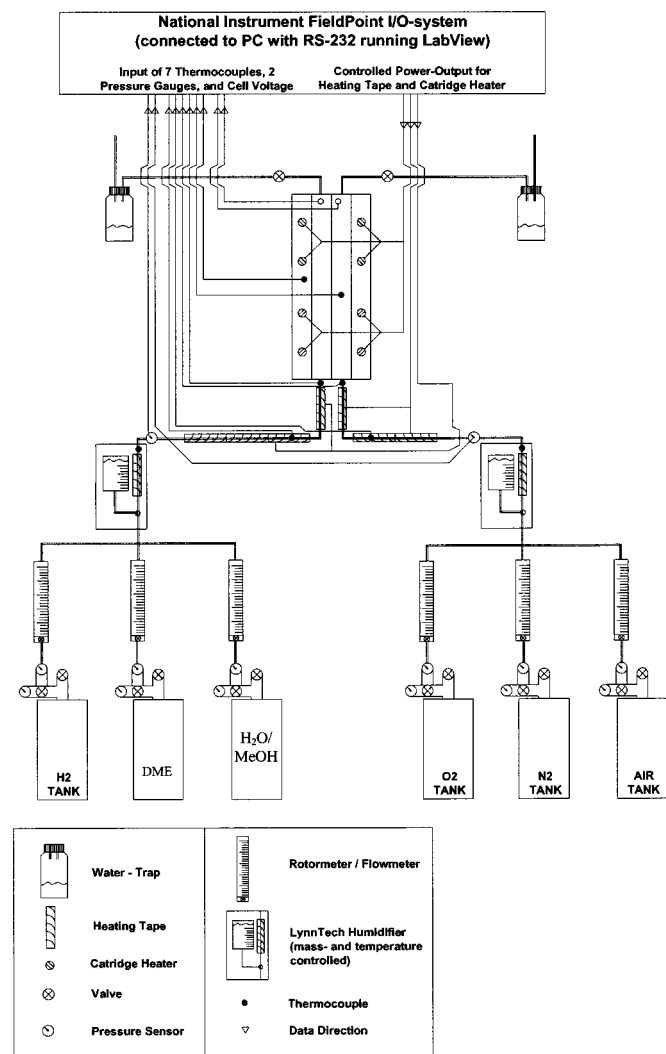 National Instrument FieldPoint I/O-system
(connected to PC with RS-232 running LabView)
Input of 7 Thermocouples, 2
Pressure Gauges, and Cell Voltage
Controlled Power-Output for
Heating Tape and Catridge Heater
H2
TANK
DME
H₂O/
MeOH
O2
TANK
N2
TANK
AIR
TANK
Water - Trap
Heating Tape
Catridge Heater
Valve
Pressure Sensor
Rotormeter / Flowmeter
LynnTech Humidifier
(mass- and temperature
controlled)
Thermocouple
Data Direction